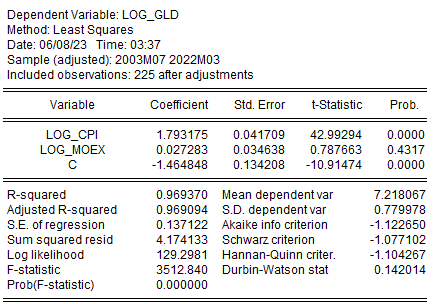 Dependent Variable: LOG_GLD
Method: Least Squares
Date: 06/08/23 Time: 03:37
Sample (adjusted): 2003M07 2022M03
Included observations: 225 after adjustments
Variable Coefficient Std. Error t-Statistic Prob.
LOG_CPI 1.793175 0.041709 42.99294 0.0000
LOG_MOEX 0.027283 0.034638 0.787663 0.4317
C -1.464848 0.134208 -10.91474 0.0000
R-squared 0.969370 Mean dependent var 7.218067
Adjusted R-squared 0.969094 S.D. dependent var 0.779978
S.E. of regression 0.137122 Akaike info criterion -1.122650
Sum squared resid 4.174133 Schwarz criterion -1.077102
Log likelihood 129.2981 Hannan-Quinn criter. -1.104267
F-statistic 3512.840 Durbin-Watson stat 0.142014
Prob(F-statistic) 0.000000